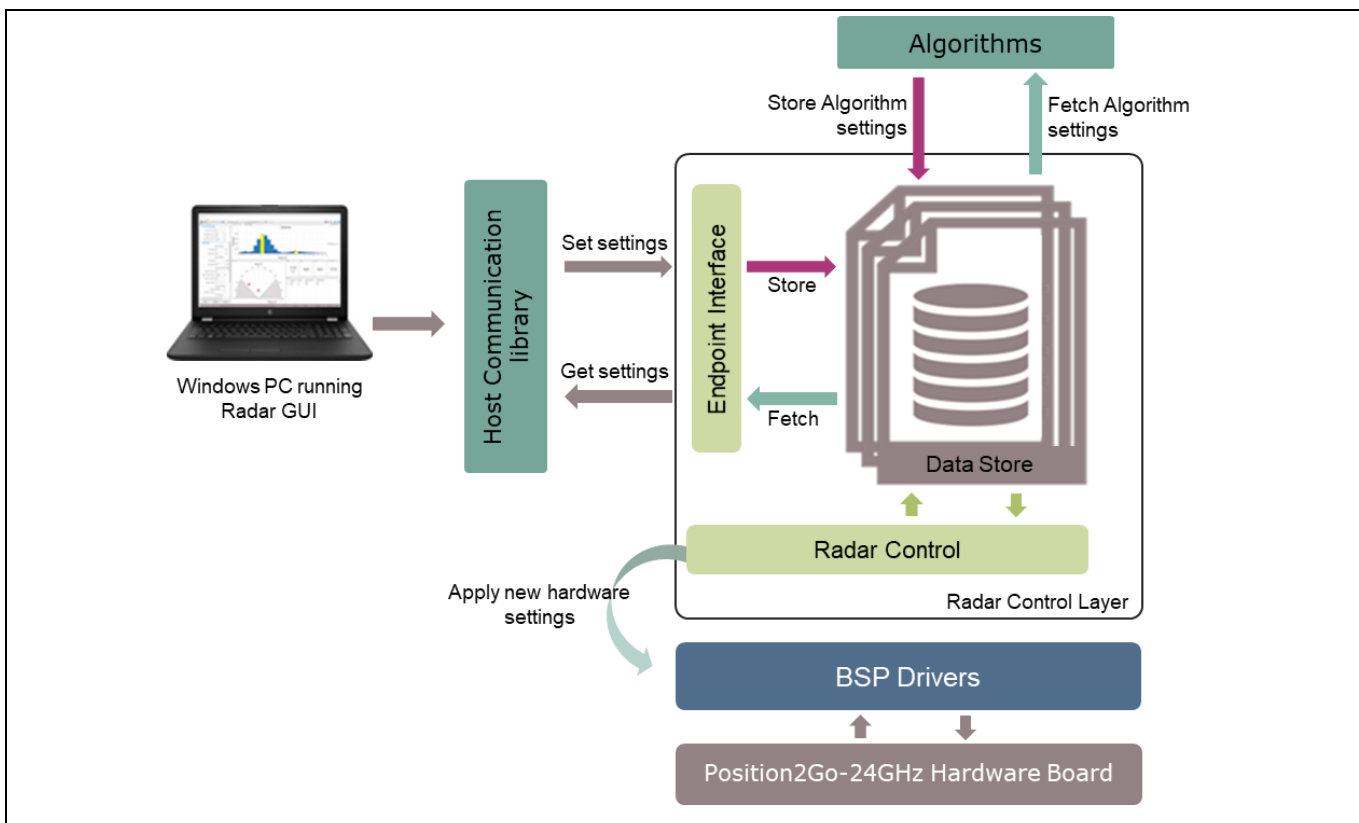 Algorithms
Store Algorithm
settings
Fetch Algorithm
settings
Host Communication
library
Set settings
Get settings
Endpoint Interface
Store
Fetch
Data Store
Windows PC running
Radar GUI
Radar Control
Radar Control Layer
Apply new hardware
settings
BSP Drivers
Position2Go-24GHz Hardware Board